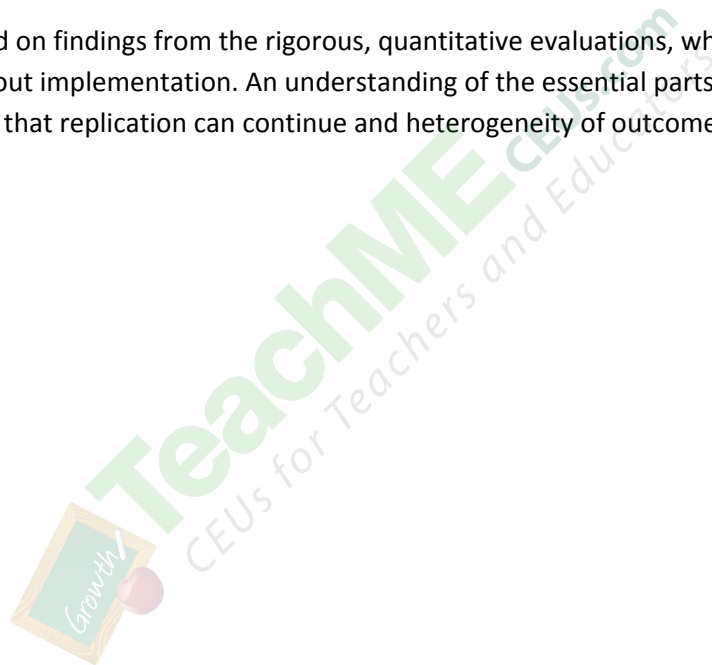 d on findings from the rigorous, quantitative evaluations, wh
out implementation. An understanding of the essential parts
that replication can continue and heterogeneity of outcome
TeachME
CEUs.com
CEUs for Teachers and Educators
Growth